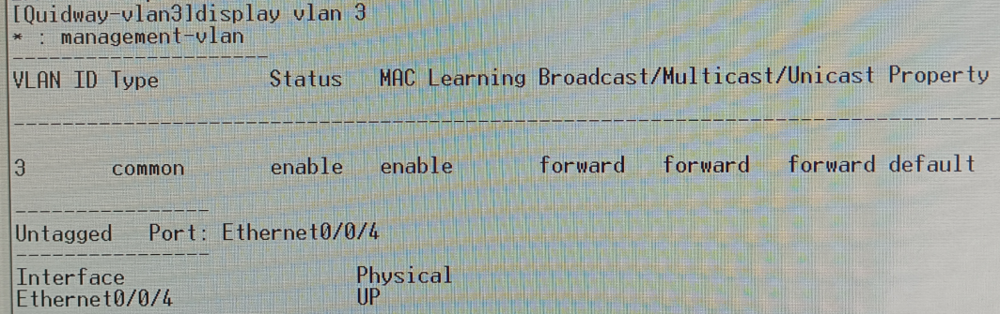 [Quidway-vlan3]display vlan 3
* : management-vlan
---------------------
VLAN ID Type         Status   MAC Learning Broadcast/Multicast/Unicast Property
--------------------------------------------------------------------------------
3       common       enable   enable       forward   forward   forward default
----------------
Untagged   Port: Ethernet0/0/4
----------------
Interface                   Physical
Ethernet0/0/4               UP